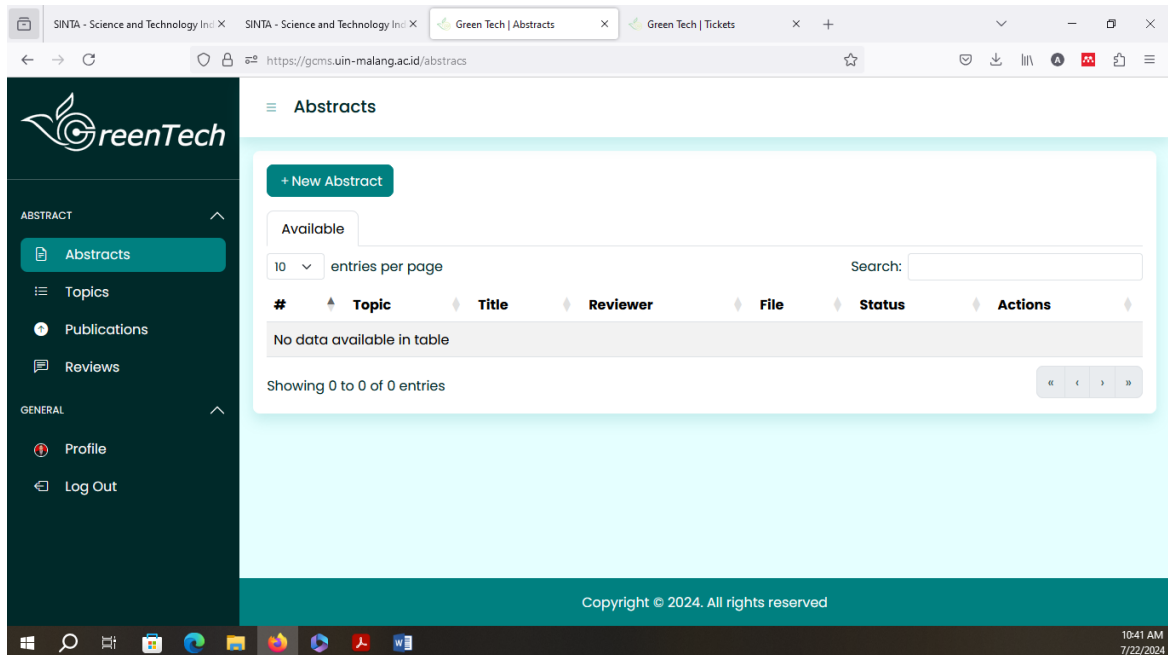 SINTA - Science and Technology Ind
SINTA - Science and Technology Ind
Green Tech | Abstracts
Green Tech | Tickets
https://gcms.uin-malang.ac.id/abstracs
GreenTech
Abstracts
+ New Abstract
ABSTRACT
Available
Abstracts
10 entries per page
Search:
Topics
# Topic Title Reviewer File Status Actions
Publications
No data available in table
Reviews
Showing 0 to 0 of 0 entries
« ‹ › »
GENERAL
Profile
Log Out
Copyright © 2024. All rights reserved
10:41 AM
7/22/2024